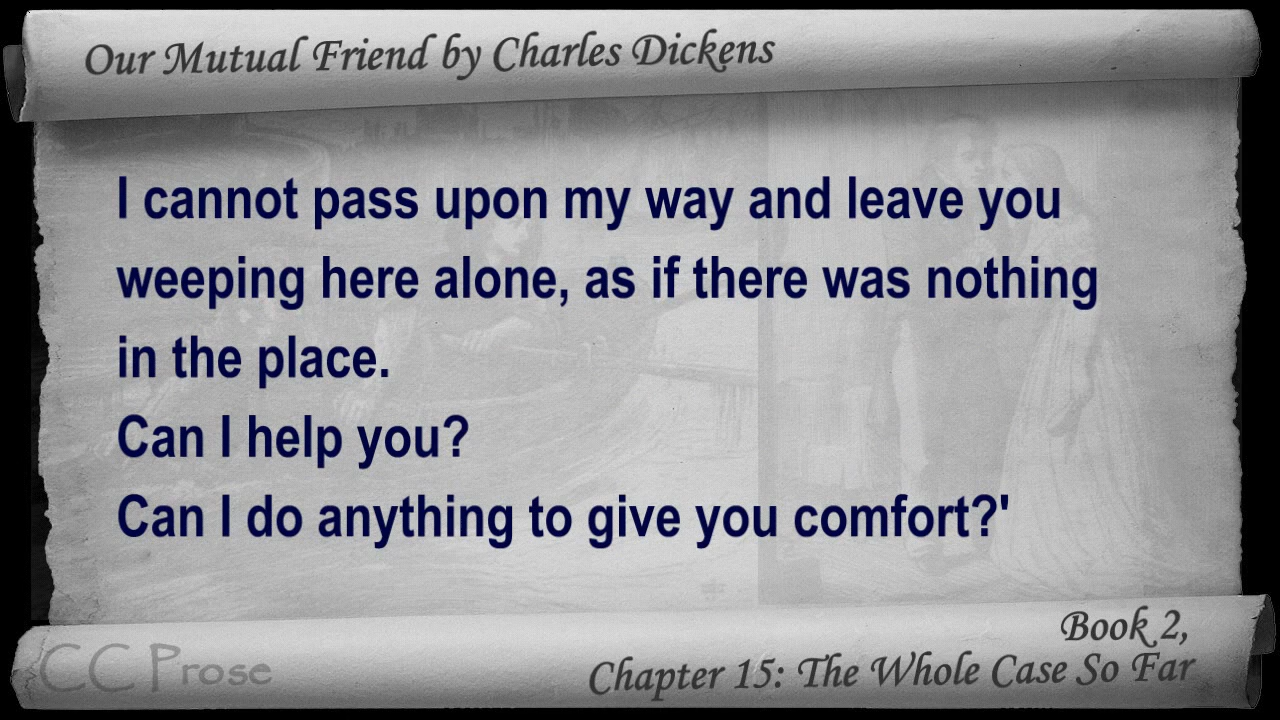 Our Mutual Friend by Charles Dickens
I cannot pass upon my way and leave you
weeping here alone, as if there was nothing
in the place.
Can I help you?
Can I do anything to give you comfort?'
Book 2,
Chapter 15: The Whole Case So Far
CC Prose